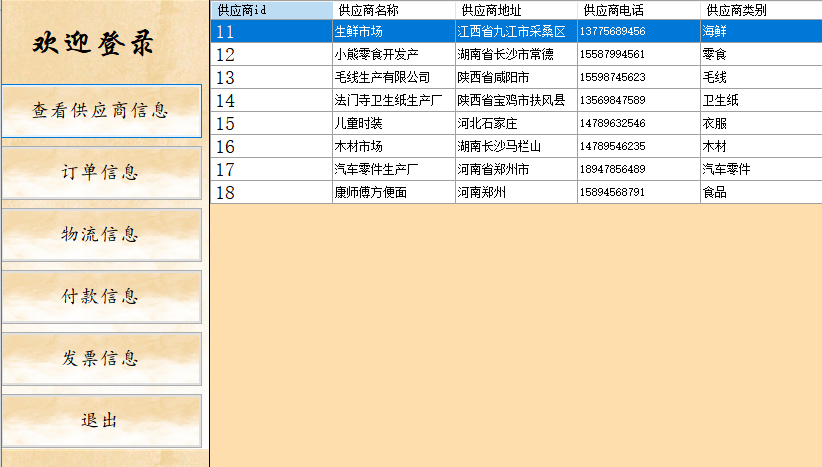 欢迎登录
查看供应商信息
订单信息
物流信息
付款信息
发票信息
退出
供应商id 供应商名称 供应商地址 供应商电话 供应商类别
11 生鲜市场 江西省九江市采桑区 13775689456 海鲜
12 小熊零食开发产 湖南省长沙市常德 15587994561 零食
13 毛线生产有限公司 陕西省咸阳市 15598745623 毛线
14 法门寺卫生纸生产厂 陕西省宝鸡市扶风县 13569847589 卫生纸
15 儿童时装 河北石家庄 14789632546 衣服
16 木材市场 湖南长沙马栏山 14789546235 木材
17 汽车零件生产厂 河南省郑州市 18947856489 汽车零件
18 康师傅方便面 河南郑州 15894568791 食品